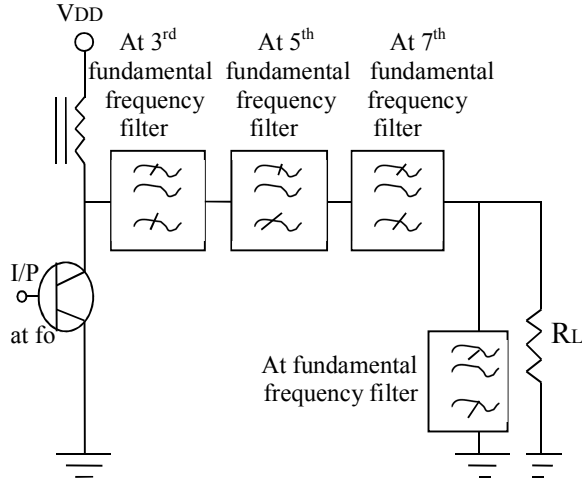 VDD
At 3rd
fundamental
frequency
filter
At 5th
fundamental
frequency
filter
At 7th
fundamental
frequency
filter
I/P
at fo
At fundamental
frequency filter
RL